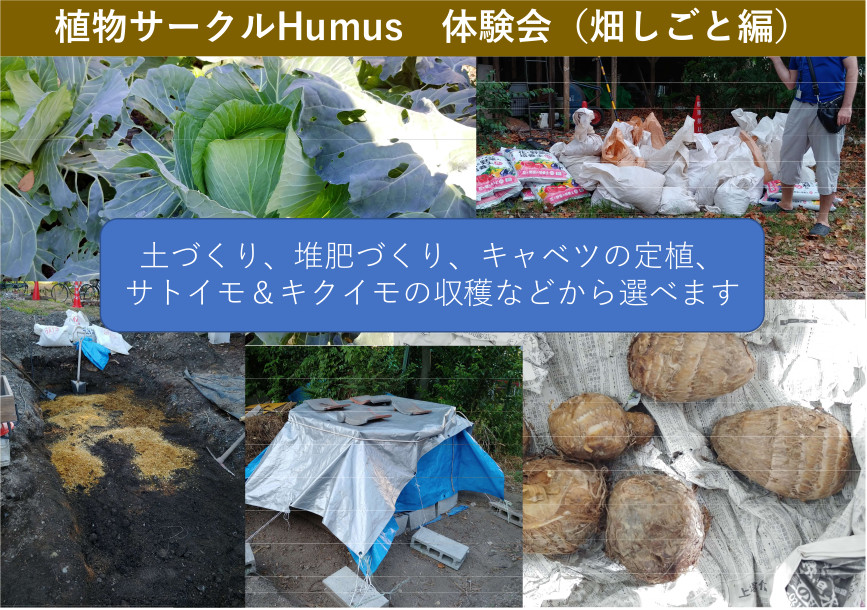 植物サークルHumus　体験会（畑しごと編）
土づくり、堆肥づくり、キャベツの定植、
サトイモ＆キクイモの収穫などから選べます